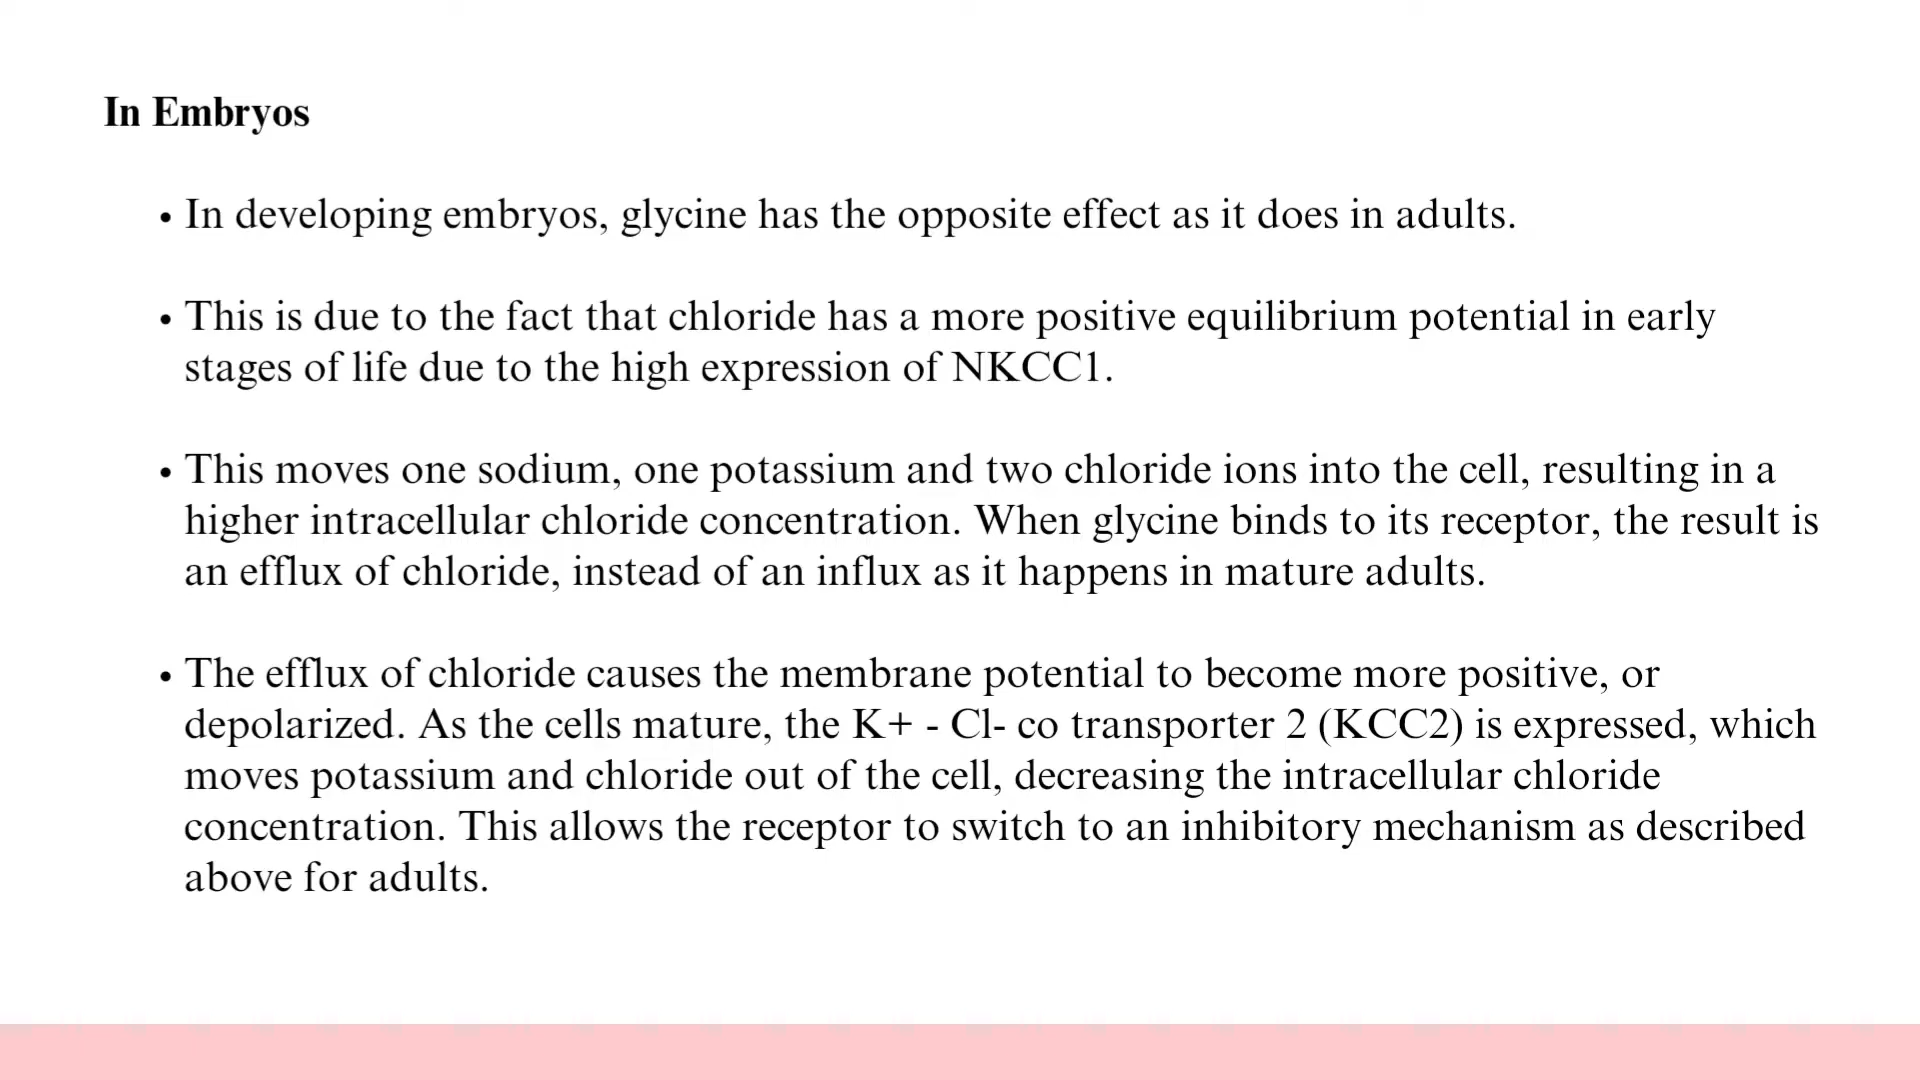 In Embryos
• In developing embryos, glycine has the opposite effect as it does in adults.
• This is due to the fact that chloride has a more positive equilibrium potential in early
stages of life due to the high expression of NKCC1.
• This moves one sodium, one potassium and two chloride ions into the cell, resulting in a
higher intracellular chloride concentration. When glycine binds to its receptor, the result is
an efflux of chloride, instead of an influx as it happens in mature adults.
• The efflux of chloride causes the membrane potential to become more positive, or
depolarized. As the cells mature, the K+ - Cl- co transporter 2 (KCC2) is expressed, which
moves potassium and chloride out of the cell, decreasing the intracellular chloride
concentration. This allows the receptor to switch to an inhibitory mechanism as described
above for adults.